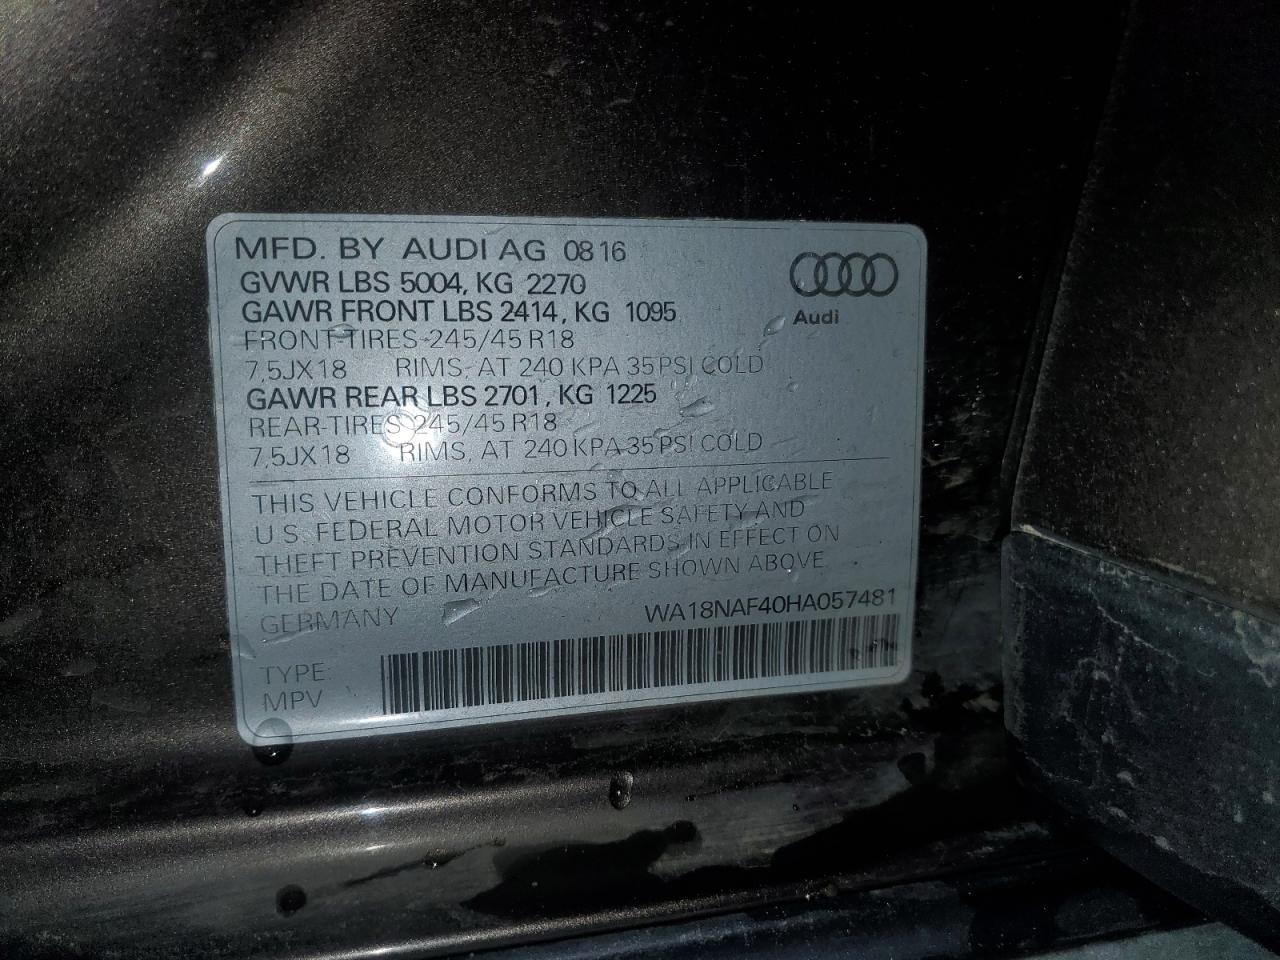 MFD. BY AUDI AG 0816
GVWR LBS 5004, KG 2270
GAWR FRONT LBS 2414, KG 1095
FRONT-TIRES-245/45 R18
7,5JX18 RIMS, AT 240 KPA 35 PSI COLD
GAWR REAR LBS 2701, KG 1225
REAR-TIRES 245/45 R18
7,5JX18 RIMS, AT 240 KPA 35 PSI COLD
Audi
THIS VEHICLE CONFORMS TO ALL APPLICABLE
U.S. FEDERAL MOTOR VEHICLE SAFETY AND
THEFT PREVENTION STANDARDS IN EFFECT ON
THE DATE OF MANUFACTURE SHOWN ABOVE.
GERMANY WA18NAF40HA057481
TYPE:
MPV